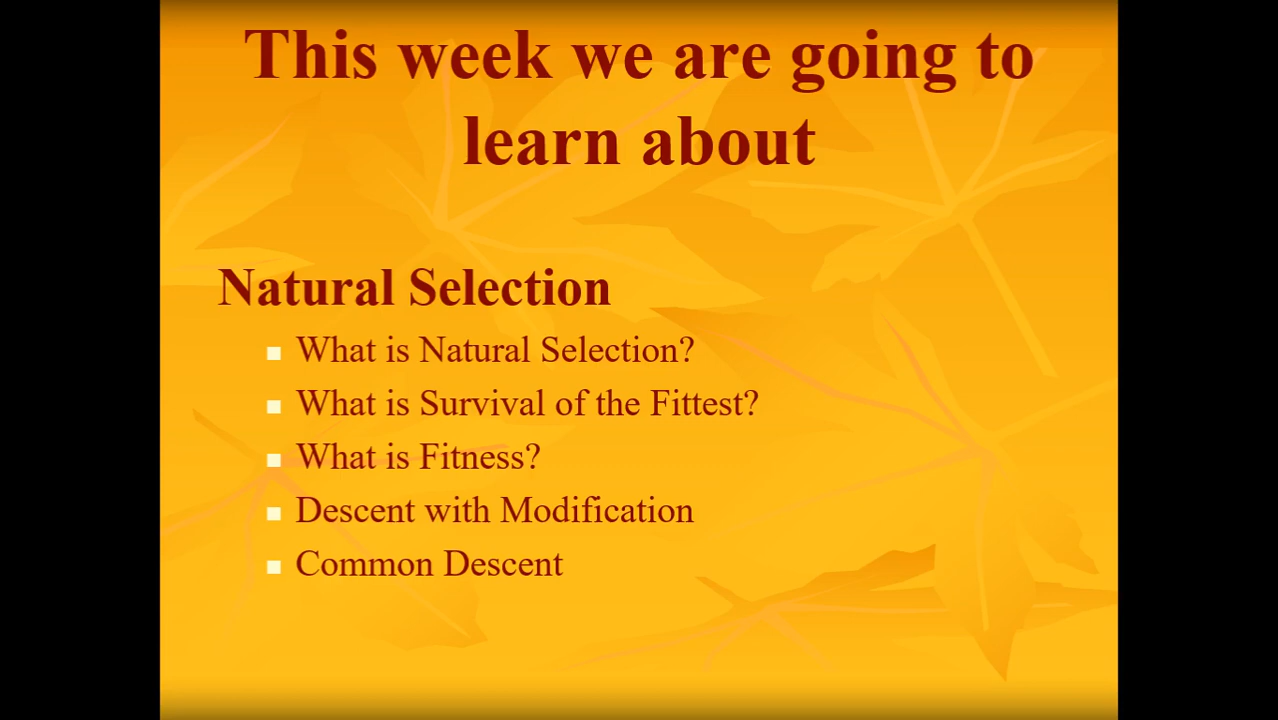 This week we are going to
learn about
Natural Selection
What is Natural Selection?
What is Survival of the Fittest?
What is Fitness?
Descent with Modification
Common Descent